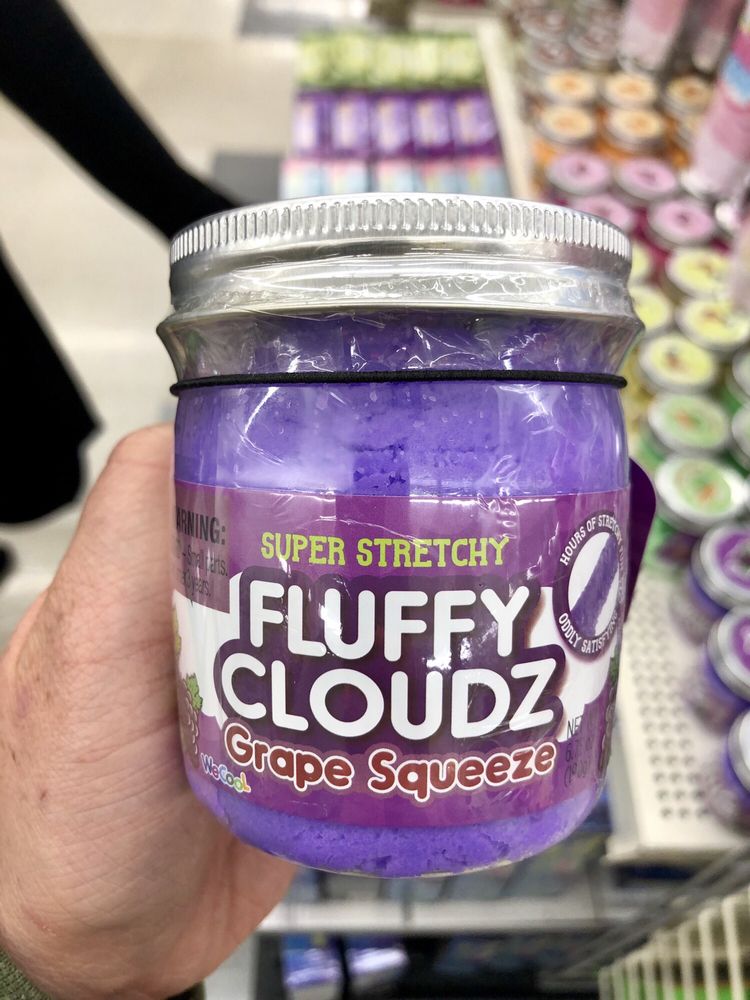 WARNING:
SUPER STRETCHY
FLUFFY
CLOUDZ
Grape Squeeze
WeCool
HOURS OF STRETCHY
ODDLY SATISFYING